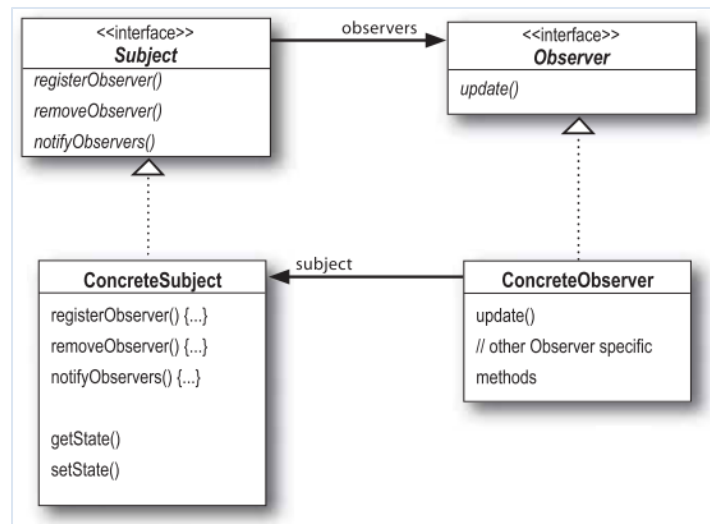 <<interface>>
Subject
registerObserver()
removeObserver()
notifyObservers()
observers
<<interface>>
Observer
update()
ConcreteSubject
registerObserver() {...}
removeObserver() {...}
notifyObservers() {...}
getState()
setState()
subject
ConcreteObserver
update()
// other Observer specific
methods